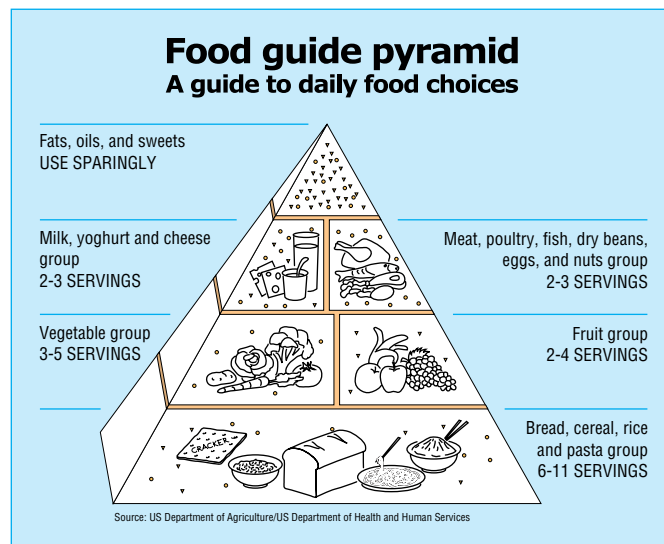 Food guide pyramid
A guide to daily food choices
Fats, oils, and sweets
USE SPARINGLY
Milk, yoghurt and cheese
group
2-3 SERVINGS
Meat, poultry, fish, dry beans,
eggs, and nuts group
2-3 SERVINGS
Vegetable group
3-5 SERVINGS
Fruit group
2-4 SERVINGS
CRACKER
Bread, cereal, rice
and pasta group
6-11 SERVINGS
Source: US Department of Agriculture/US Department of Health and Human Services